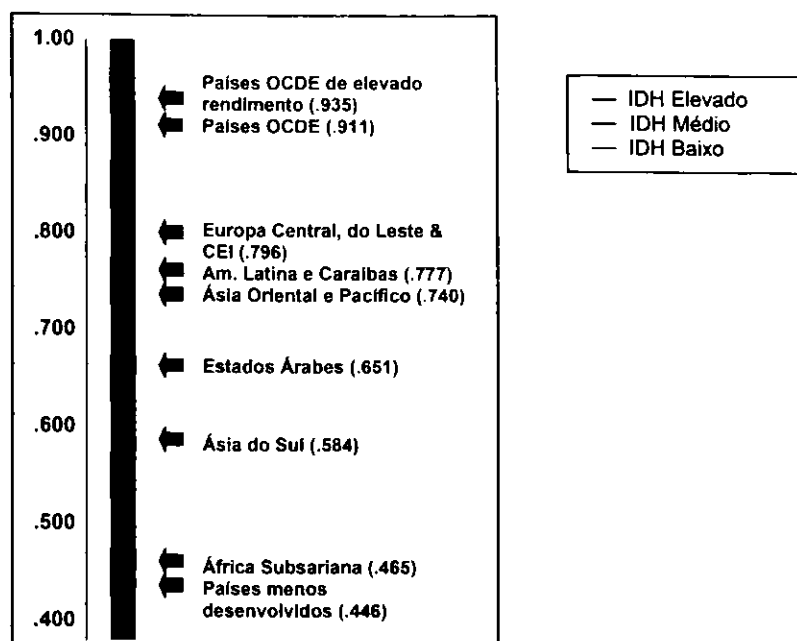 1.00
Países OCDE de elevado
rendimento (.935)
Países OCDE (.911)
.900
Europa Central, do Leste &
CEI (.796)
.800
Am. Latina e Caraibas (.777)
Ásia Oriental e Pacífico (.740)
.700
Estados Árabes (.651)
.600
Ásia do Sul (.584)
.500
África Subsariana (.465)
Países menos
desenvolvidos (.446)
.400
IDH Elevado
IDH Médio
IDH Baixo